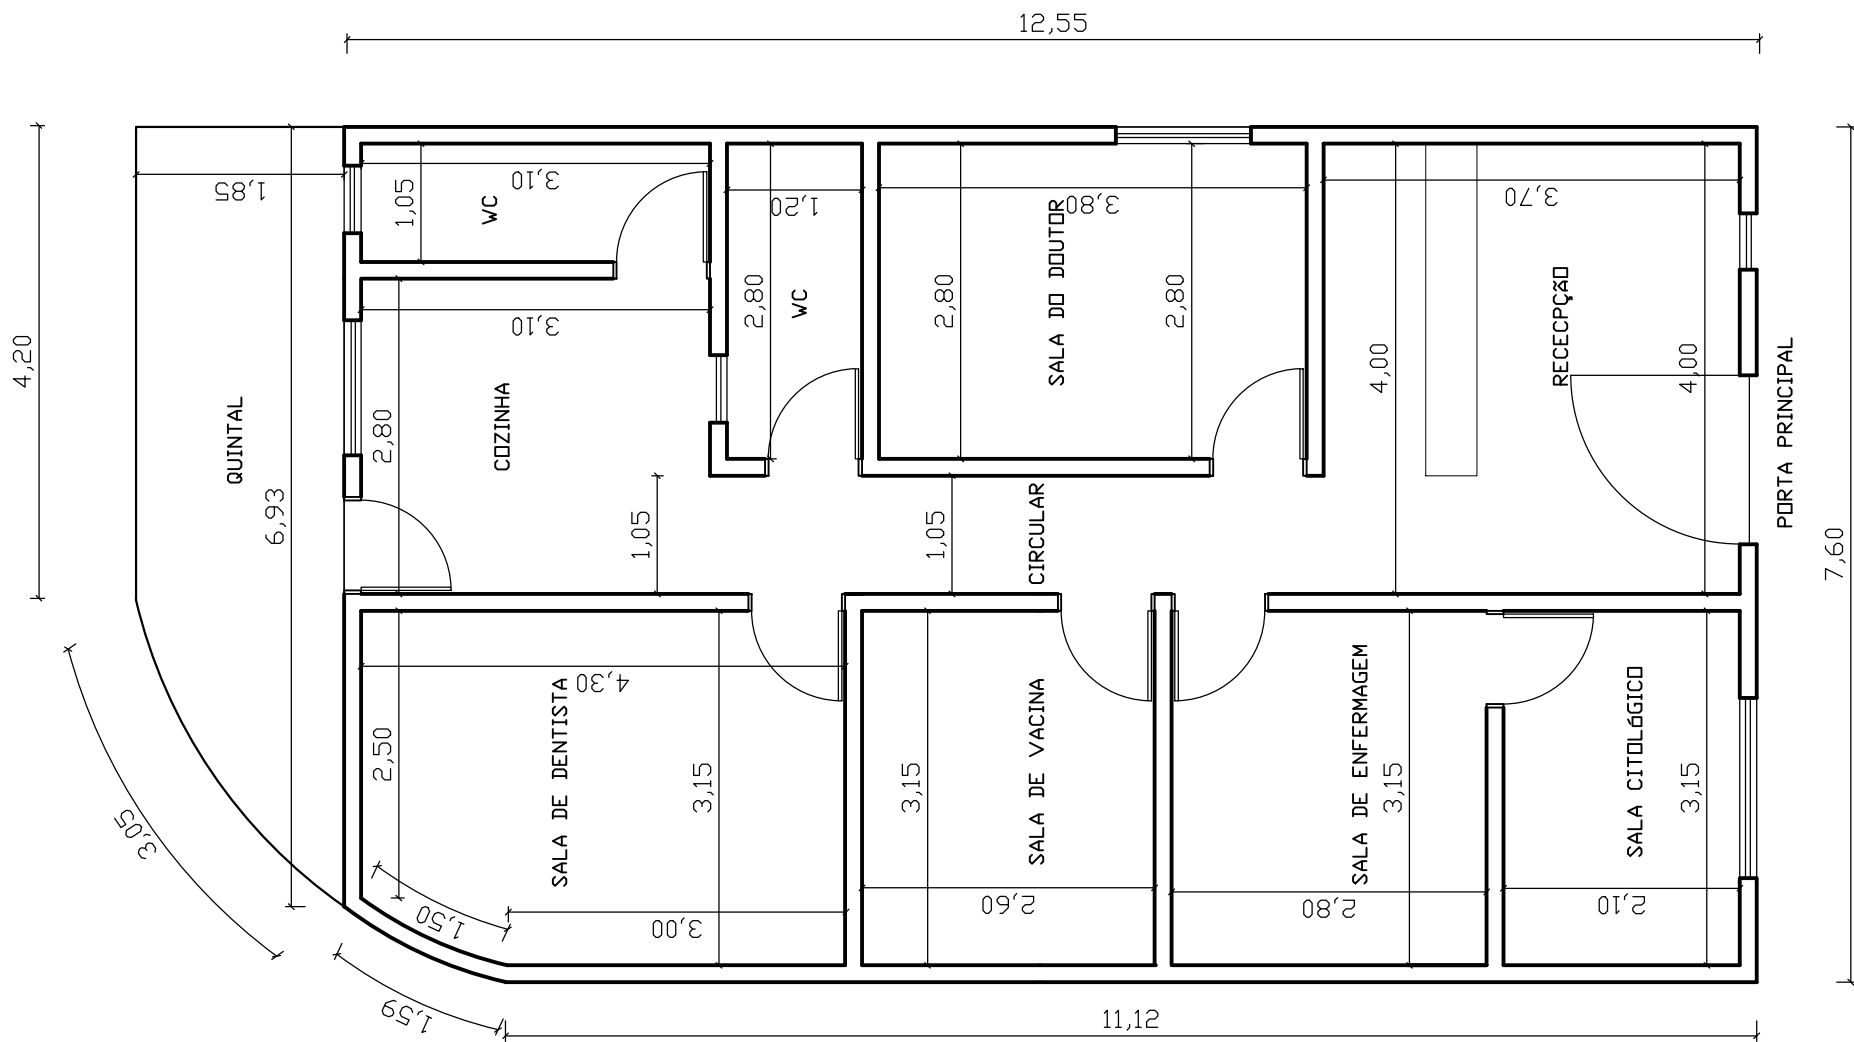 12,55
4,20
1,85
6,93
QUINTAL
3,05
1,59
11,12
7,60
1,05
3,10
WC
3,10
2,80
COZINHA
1,05
1,20
2,80
WC
3,80
2,80
SALA DO DOUTOR
2,80
3,70
4,00
RECEPÇÃO
4,00
PORTA PRINCIPAL
1,05
CIRCULAR
4,30
2,50
SALA DE DENTISTA
3,15
1,50
3,00
3,15
SALA DE VACINA
2,60
SALA DE ENFERMAGEM
3,15
2,80
SALA CITOLÓGICO
3,15
2,10